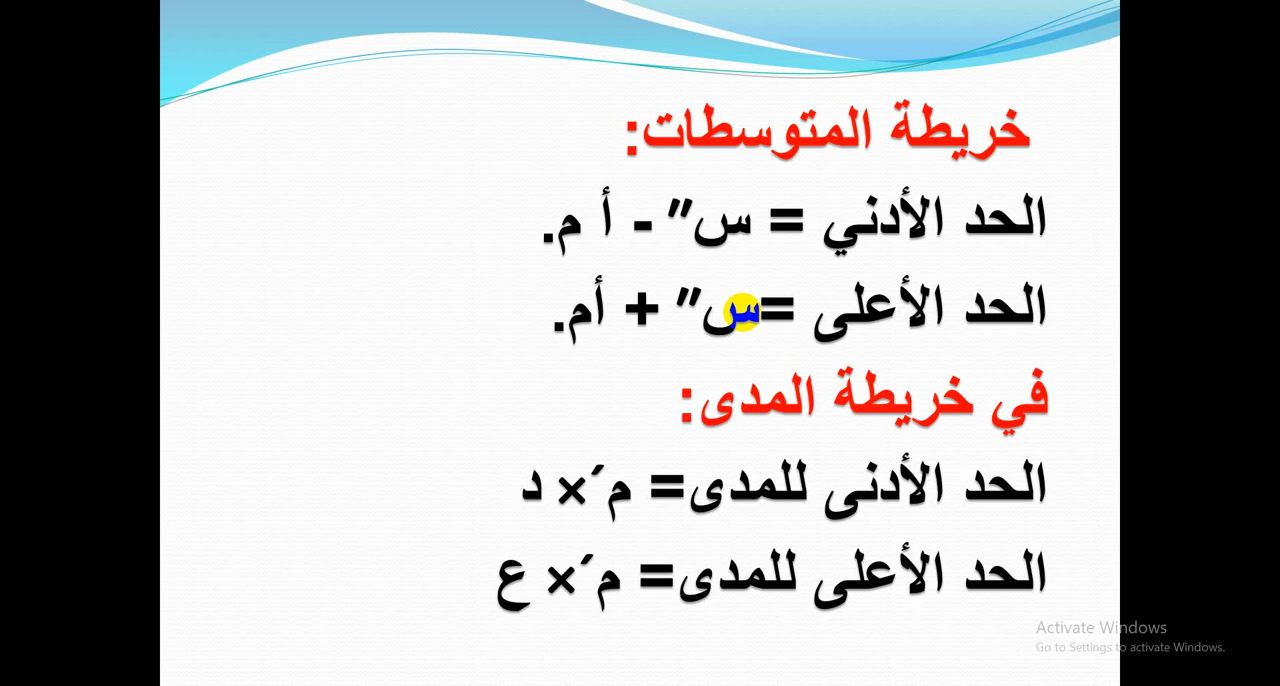 خريطة المتوسطات:
الحد الأدني = س″ - أ م.
الحد الأعلى =س″ + أم.
في خريطة المدى:
الحد الأدنى للمدى= م´× د
الحد الأعلى للمدى= م´× ع
Activate Windows
Go to Settings to activate Windows.